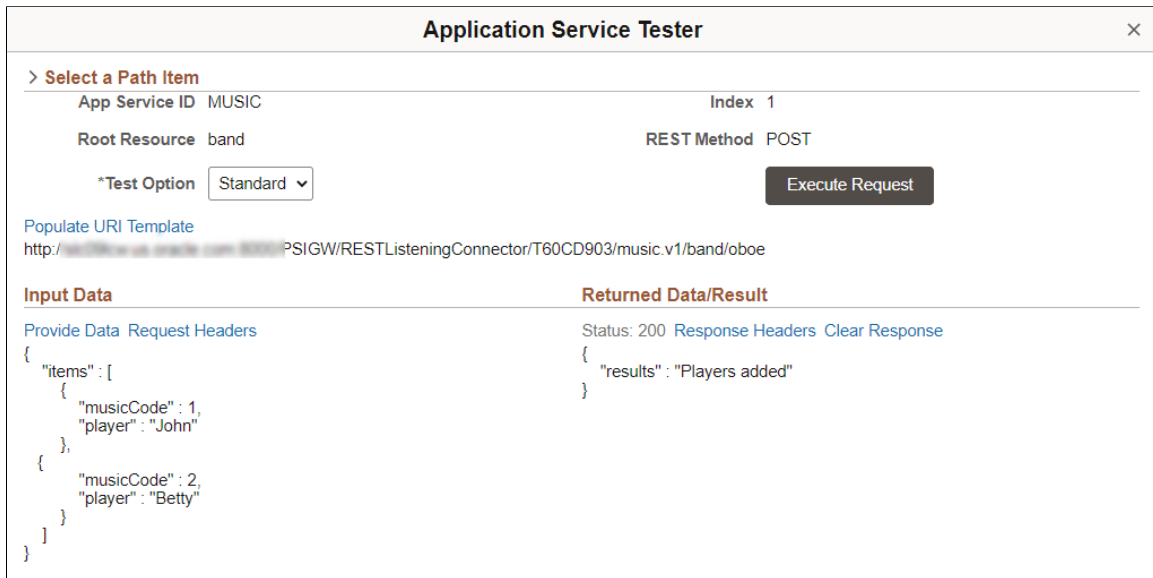 Application Service Tester
×
> Select a Path Item
App Service ID MUSIC
Index 1
Root Resource band
REST Method POST
*Test Option Standard
Execute Request
Populate URI Template
http:/ PSIGW/RESTListeningConnector/T60CD903/music.v1/band/oboe
Input Data
Provide Data Request Headers
{
"items" : [
{
"musicCode" : 1,
"player" : "John"
},
{
"musicCode" : 2,
"player" : "Betty"
}
]
}
Returned Data/Result
Status: 200 Response Headers Clear Response
{
"results" : "Players added"
}